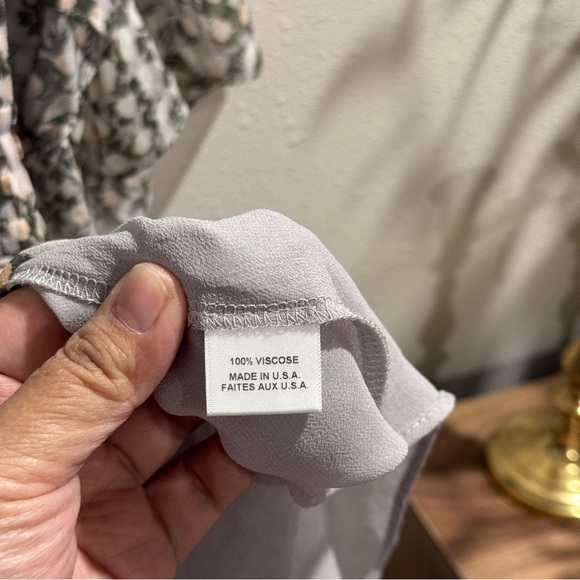 100% VISCOSE
MADE IN U.S.A.
FAITES AUX U.S.A.